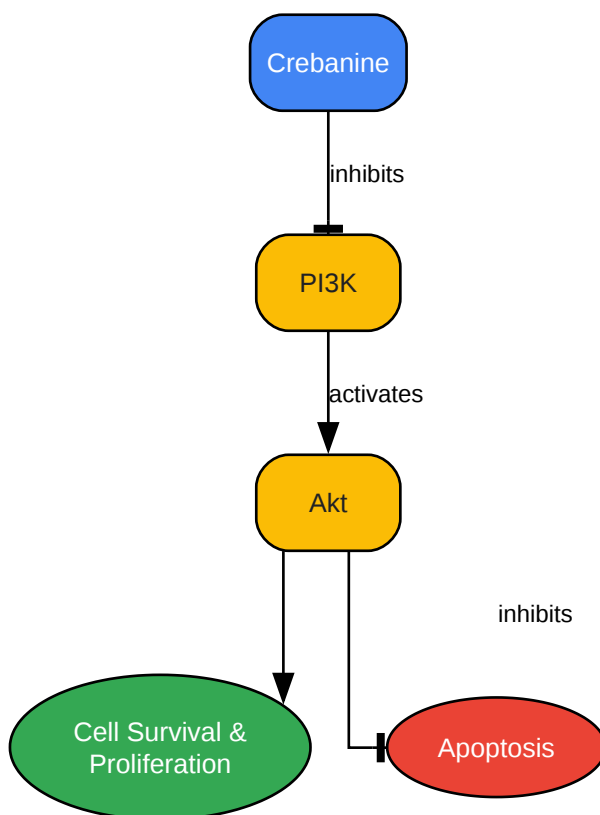 Crebanine
inhibits
PI3K
activates
Akt
inhibits
Cell Survival &
Proliferation
Apoptosis